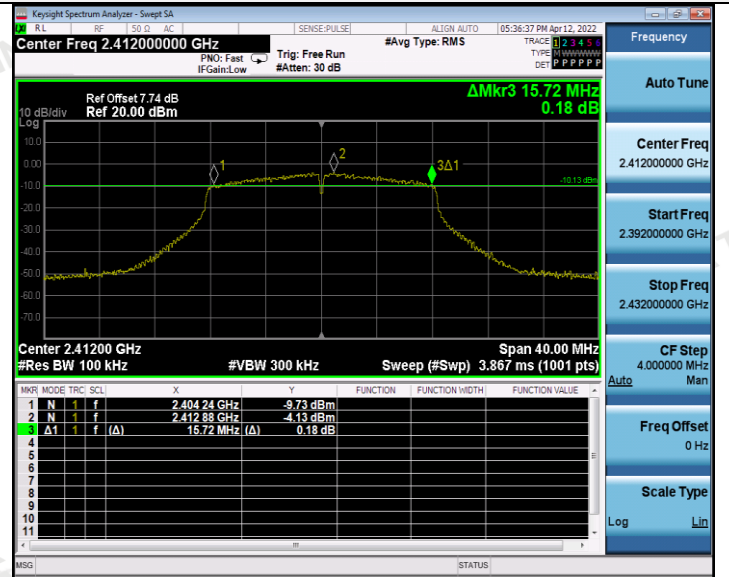 Keysight Spectrum Analyzer - Swept SA
LXI RL RF 50 Ω AC SENSE:PULSE ALIGN AUTO 05:36:37 PM Apr 12, 2022
Center Freq 2.412000000 GHz #Avg Type: RMS TRACE 1 2 3 4 5 6 Frequency
PNO: Fast Trig: Free Run TYPE M WWWWW
IFGain:Low #Atten: 30 dB DET P P P P P P
Auto Tune
ΔMkr3 15.72 MHz
Ref Offset 7.74 dB
10 dB/div Ref 20.00 dBm 0.18 dB
Log
10.0
0.00
-10.0
-20.0
-30.0
-40.0
-50.0
-60.0
-70.0
1
2
3Δ1
-10.13 dBm
Center Freq
2.412000000 GHz
Start Freq
2.392000000 GHz
Stop Freq
2.432000000 GHz
Center 2.41200 GHz Span 40.00 MHz
#Res BW 100 kHz #VBW 300 kHz Sweep (#Swp) 3.867 ms (1001 pts)
CF Step
4.000000 MHz
Auto Man
MKR MODE TRC SCL X Y FUNCTION FUNCTION WIDTH FUNCTION VALUE
1 N 1 f 2.404 24 GHz -9.73 dBm
2 N 1 f 2.412 88 GHz -4.13 dBm
3 Δ1 1 f (Δ) 15.72 MHz (Δ) 0.18 dB
4
5
6
7
8
9
10
11
Freq Offset
0 Hz
Scale Type
Log Lin
MSG STATUS